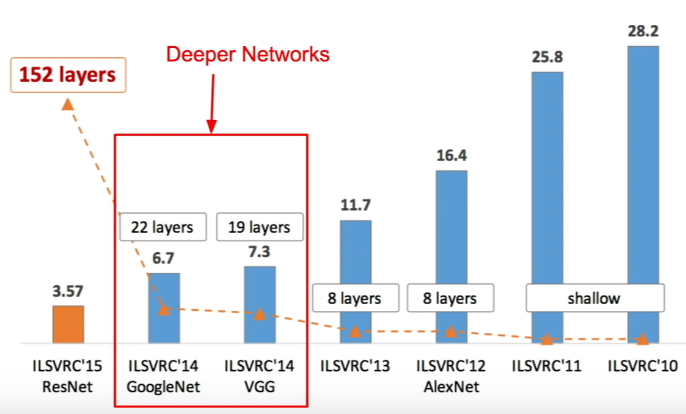 Deeper Networks
28.2
25.8
152 layers
16.4
11.7
22 layers
19 layers
6.7
7.3
3.57
8 layers
8 layers
shallow
ILSVRC'15
ResNet
ILSVRC'14
GoogleNet
ILSVRC'14
VGG
ILSVRC'13
ILSVRC'12
AlexNet
ILSVRC'11
ILSVRC'10